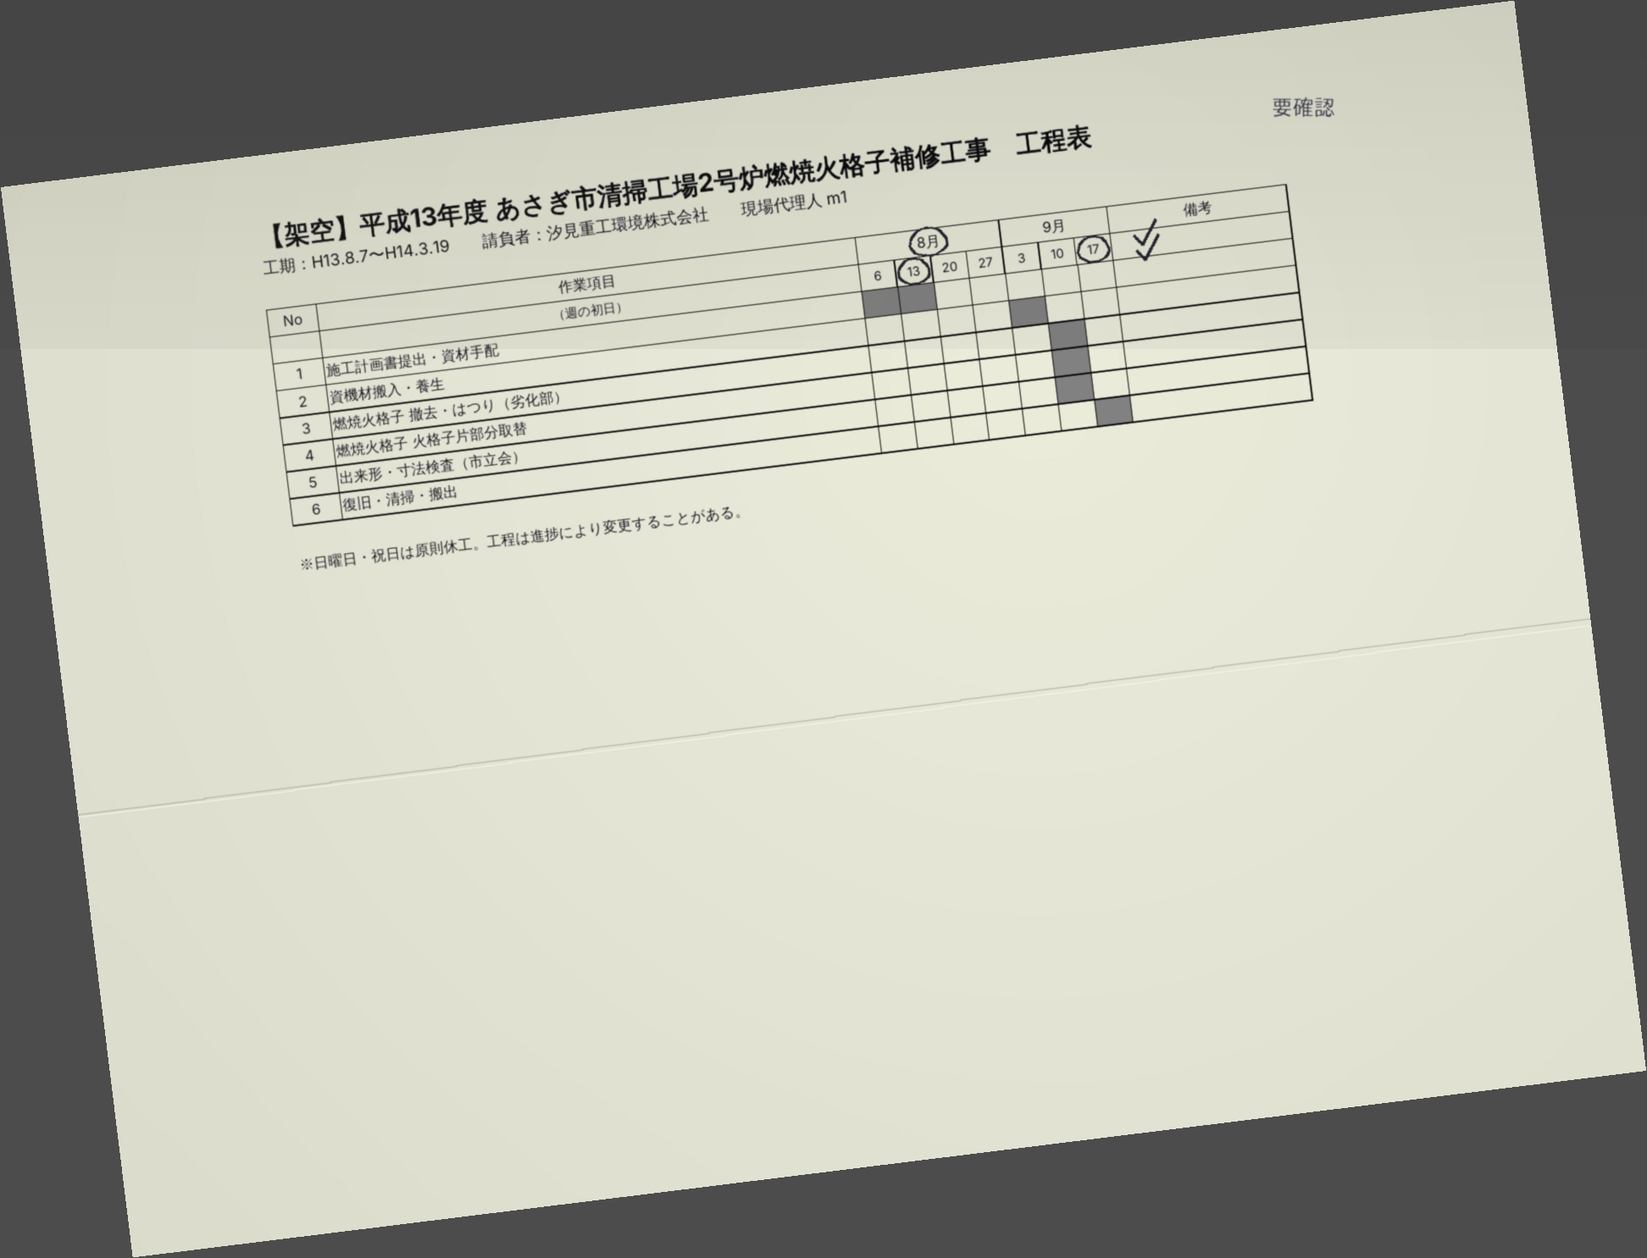 要確認
【架空】平成13年度 あさぎ市清掃工場2号炉燃焼火格子補修工事　工程表
工期：H13.8.7〜H14.3.19　請負者：汐見重工環境株式会社　現場代理人 m1
No 作業項目 8月 9月 備考
（週の初日） 6 13 20 27 3 10 17
1 施工計画書提出・資材手配
2 資機材搬入・養生
3 燃焼火格子 撤去・はつり（劣化部）
4 燃焼火格子 火格子片部分取替
5 出来形・寸法検査（市立会）
6 復旧・清掃・搬出
※日曜日・祝日は原則休工。工程は進捗により変更することがある。